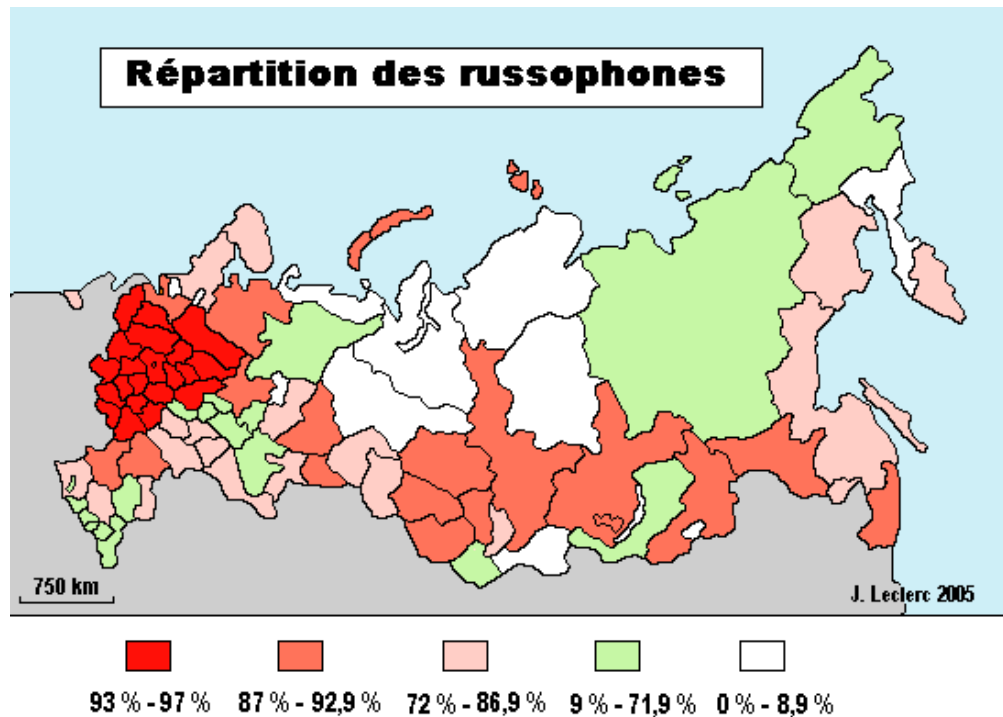 Répartition des russophones
750 km
J. Leclerc 2005
93 % - 97 % 87 % - 92,9 % 72 % - 86,9 % 9 % - 71,9 % 0 % - 8,9 %